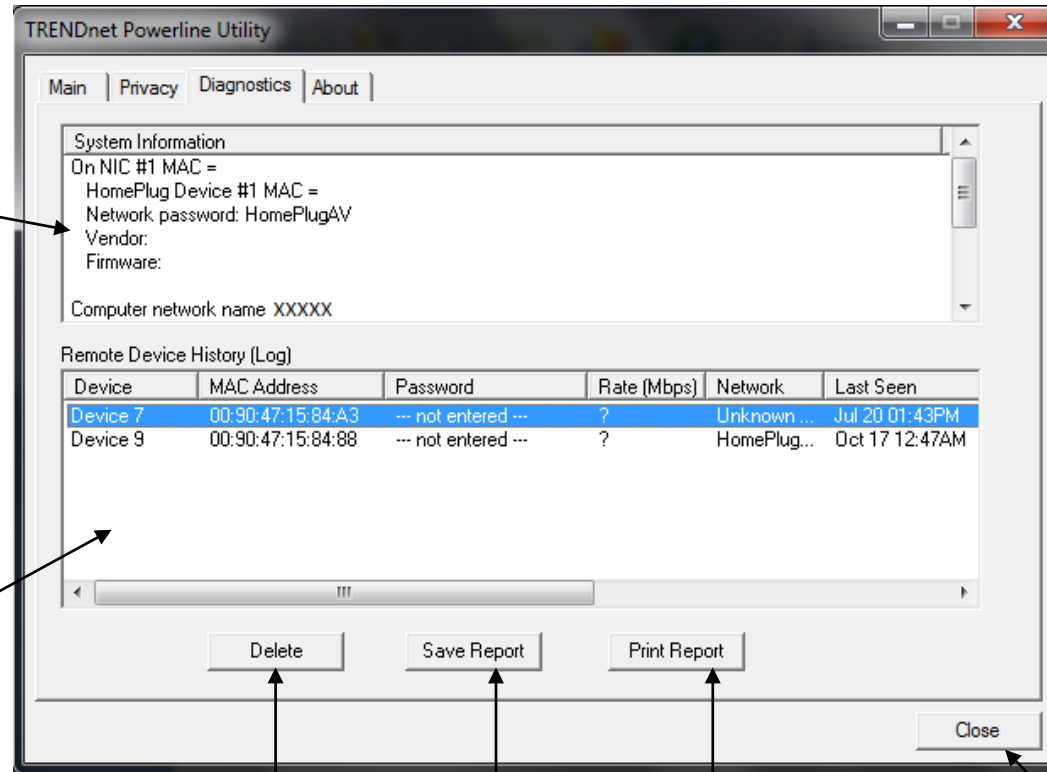 TRENDnet Powerline Utility
Main Privacy Diagnostics About
System Information
On NIC #1 MAC =
HomePlug Device #1 MAC =
Network password: HomePlugAV
Vendor:
Firmware:
Computer network name XXXXX
Remote Device History (Log)
Device MAC Address Password Rate (Mbps) Network Last Seen
Device 7 00:90:47:15:84:A3 --- not entered --- ? Unknown ... Jul 20 01:43PM
Device 9 00:90:47:15:84:88 --- not entered --- ? HomePlug... Oct 17 12:47AM
Delete Save Report Print Report
Close